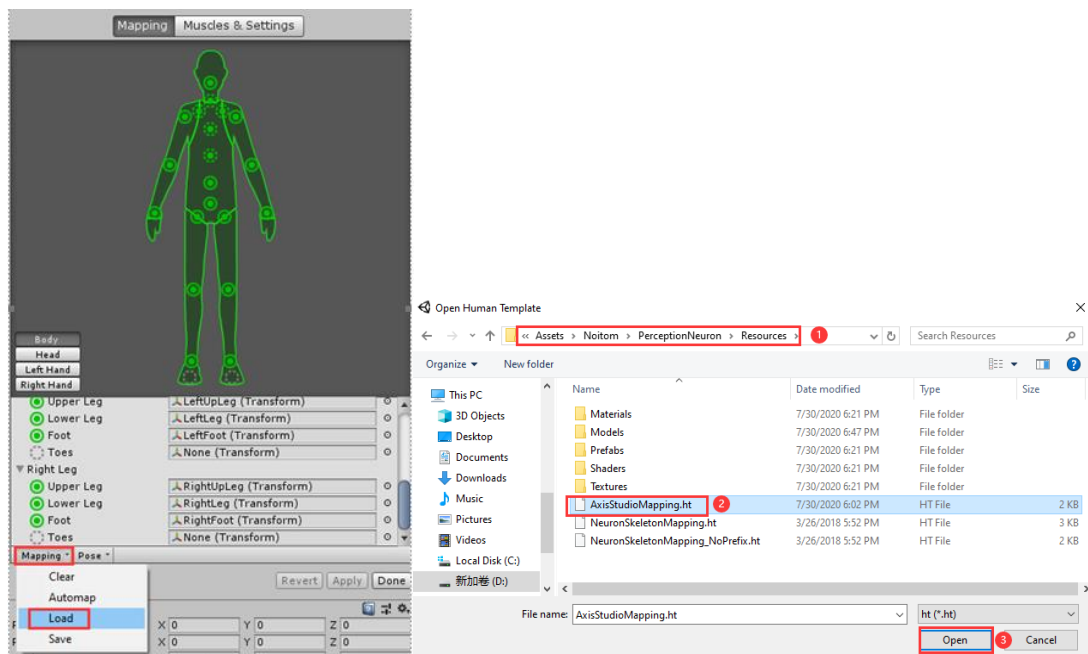 Mapping Muscles & Settings
Body
Head
Left Hand
Right Hand
Upper Leg LeftUpLeg (Transform)
Lower Leg LeftLeg (Transform)
Foot LeftFoot (Transform)
Toes None (Transform)
Right Leg
Upper Leg RightUpLeg (Transform)
Lower Leg RightLeg (Transform)
Foot RightFoot (Transform)
Toes None (Transform)
Mapping Pose
Clear
Automap
Load
Save
Revert Apply Done
X 0 Y 0 Z 0
X 0 Y 0 Z 0
Open Human Template
« Assets > Noitom > PerceptionNeuron > Resources > 1 Search Resources
Organize New folder
This PC
3D Objects
Desktop
Documents
Downloads
Music
Pictures
Videos
Local Disk (C:)
新加卷 (D:)
Name Date modified Type Size
Materials 7/30/2020 6:21 PM File folder
Models 7/30/2020 6:47 PM File folder
Prefabs 7/30/2020 6:21 PM File folder
Shaders 7/30/2020 6:21 PM File folder
Textures 7/30/2020 6:21 PM File folder
AxisStudioMapping.ht 2 7/30/2020 6:02 PM HT File 2 KB
NeuronSkeletonMapping.ht 3/26/2018 5:52 PM HT File 3 KB
NeuronSkeletonMapping_NoPrefix.ht 3/26/2018 5:52 PM HT File 2 KB
File name: AxisStudioMapping.ht ht (*.ht)
Open 3 Cancel